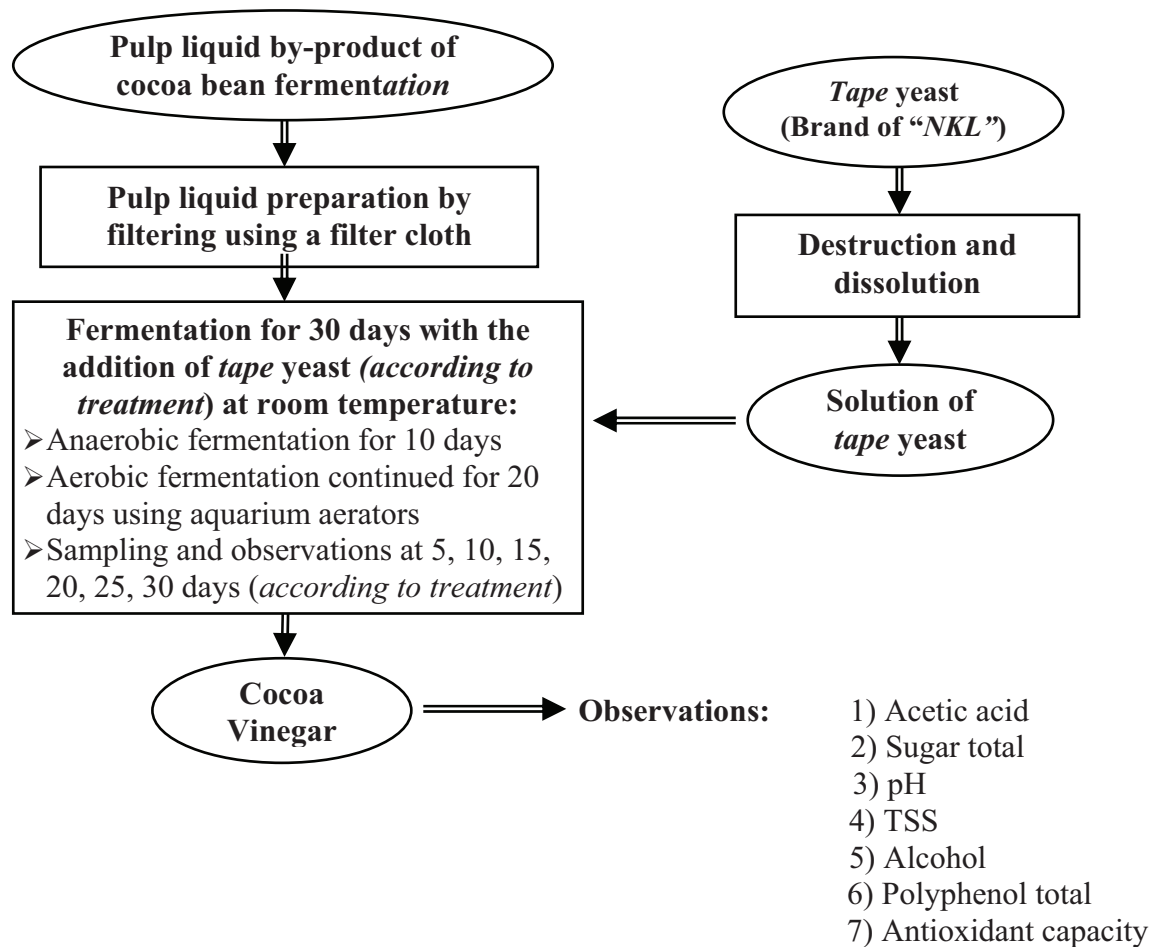 Pulp liquid by-product of
cocoa bean fermentation
Tape yeast
(Brand of “NKL”)
Pulp liquid preparation by
filtering using a filter cloth
Destruction and
dissolution
Fermentation for 30 days with the
addition of tape yeast (according to
treatment) at room temperature:
➢Anaerobic fermentation for 10 days
➢Aerobic fermentation continued for 20
days using aquarium aerators
➢Sampling and observations at 5, 10, 15,
20, 25, 30 days (according to treatment)
Solution of
tape yeast
Cocoa
Vinegar
Observations:
1) Acetic acid
2) Sugar total
3) pH
4) TSS
5) Alcohol
6) Polyphenol total
7) Antioxidant capacity